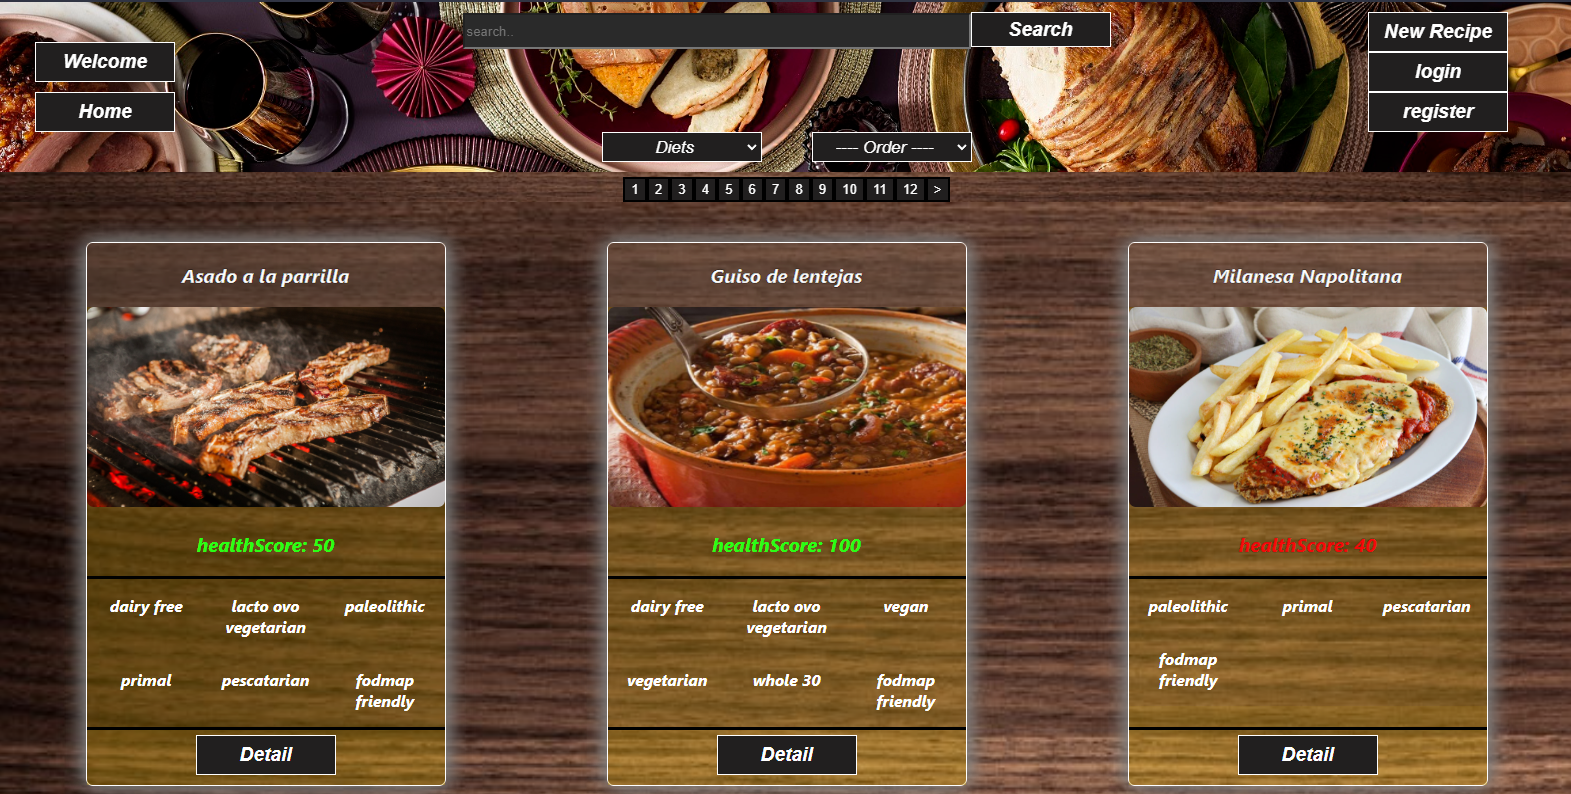 Welcome
Home
search..
Search
New Recipe
login
register
Diets
---- Order ----
1 2 3 4 5 6 7 8 9 10 11 12 >
Asado a la parrilla
healthScore: 50
dairy free
lacto ovo
vegetarian
paleolithic
primal
pescatarian
fodmap
friendly
Detail
Guiso de lentejas
healthScore: 100
dairy free
lacto ovo
vegetarian
vegan
vegetarian
whole 30
fodmap
friendly
Detail
Milanesa Napolitana
healthScore: 40
paleolithic
primal
pescatarian
fodmap
friendly
Detail